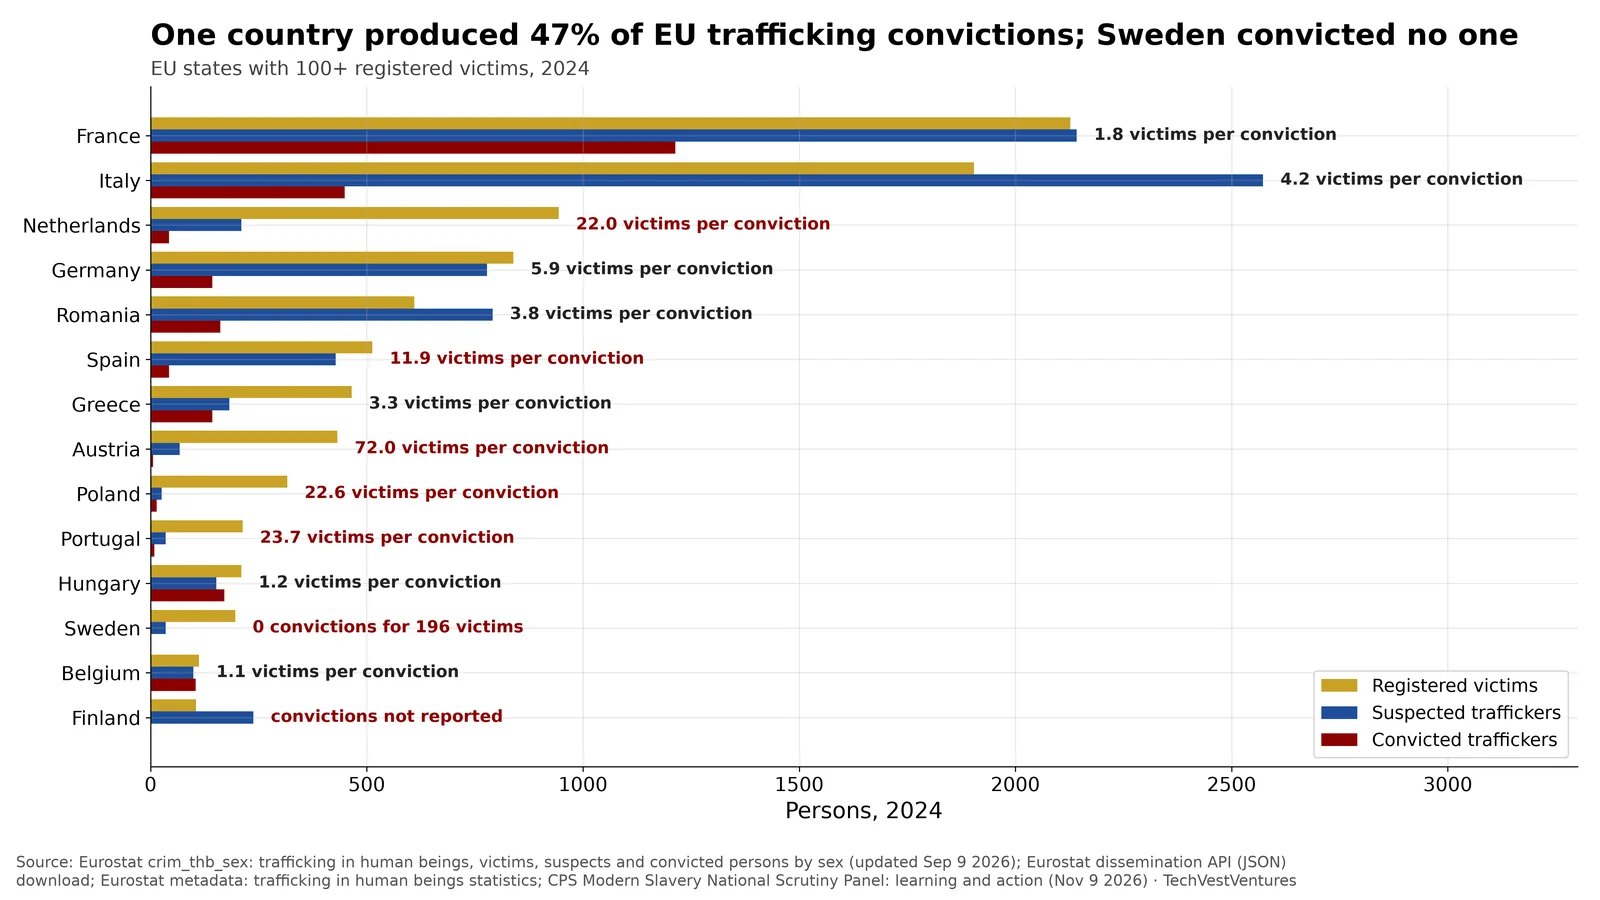 One country produced 47% of EU trafficking convictions; Sweden convicted no one
EU states with 100+ registered victims, 2024
France
1.8 victims per conviction
Italy
4.2 victims per conviction
Netherlands
22.0 victims per conviction
Germany
5.9 victims per conviction
Romania
3.8 victims per conviction
Spain
11.9 victims per conviction
Greece
3.3 victims per conviction
Austria
72.0 victims per conviction
Poland
22.6 victims per conviction
Portugal
23.7 victims per conviction
Hungary
1.2 victims per conviction
Sweden
0 convictions for 196 victims
Belgium
1.1 victims per conviction
Finland
convictions not reported
Registered victims
Suspected traffickers
Convicted traffickers
0 500 1000 1500 2000 2500 3000
Persons, 2024
Source: Eurostat crim_thb_sex: trafficking in human beings, victims, suspects and convicted persons by sex (updated Sep 9 2026); Eurostat dissemination API (JSON)
download; Eurostat metadata: trafficking in human beings statistics; CPS Modern Slavery National Scrutiny Panel: learning and action (Nov 9 2026) · TechVestVentures